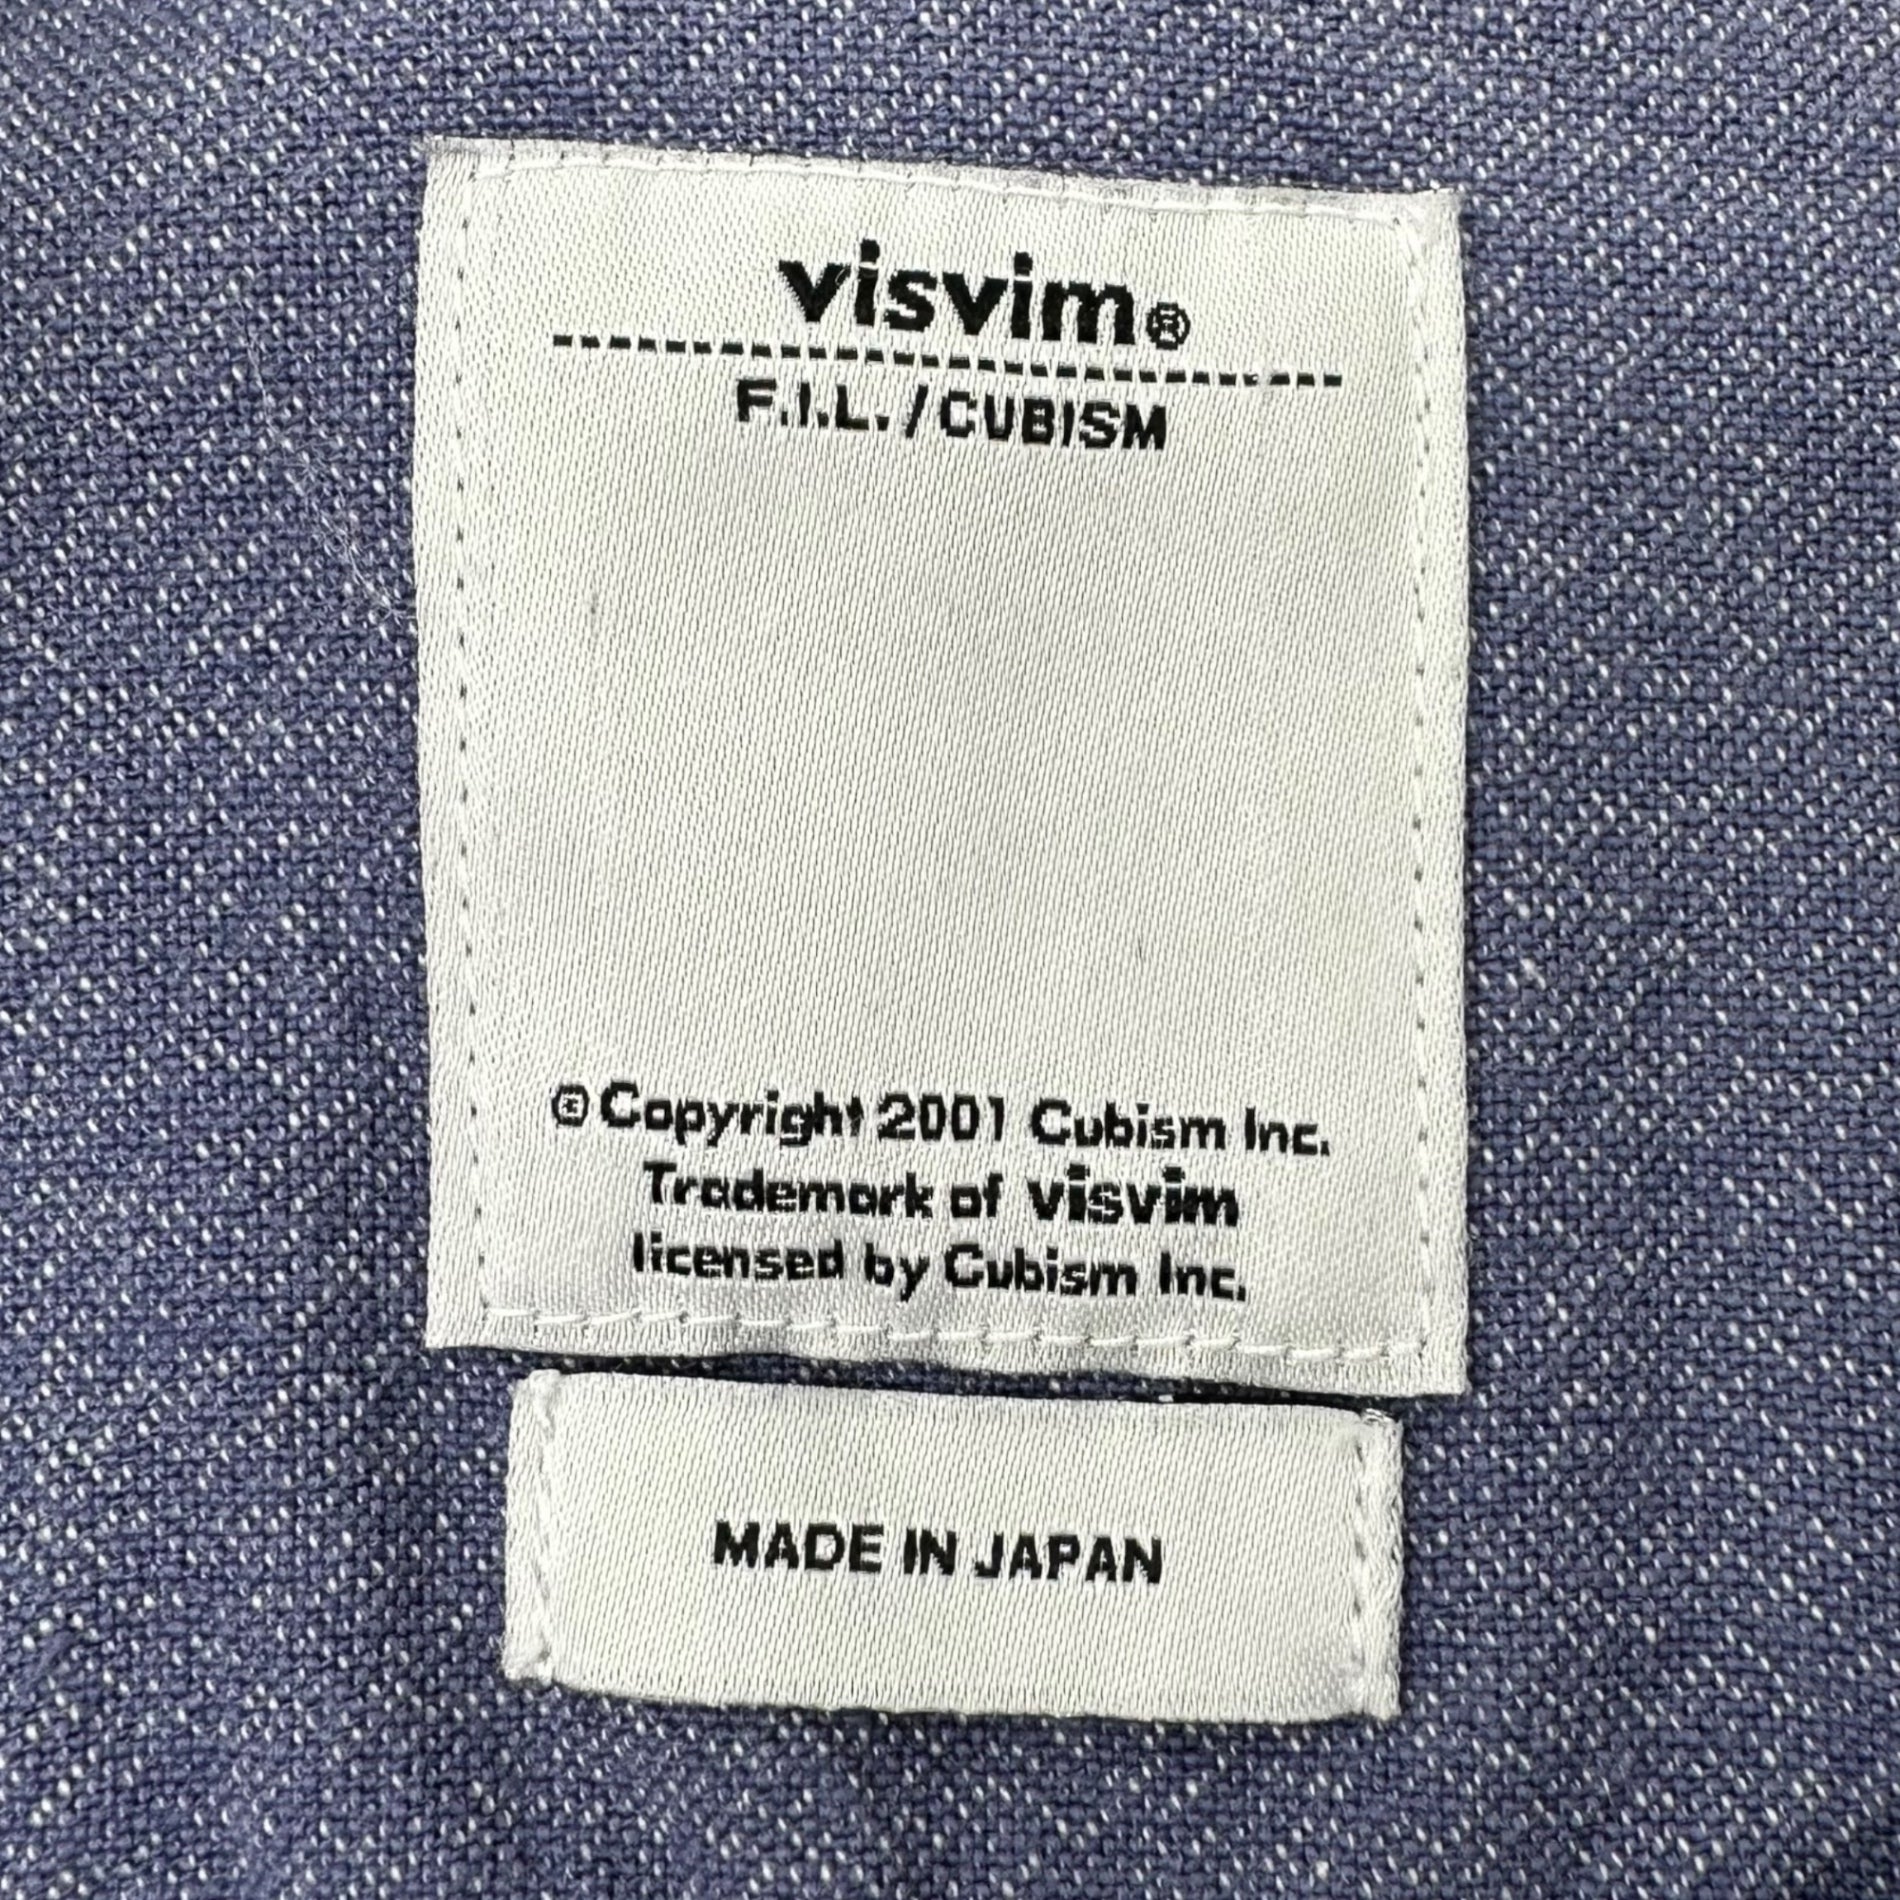 visvim®
F.I.L. / CUBISM
© Copyright 2001 Cubism Inc.
Trademark of visvim
licensed by Cubism Inc.
MADE IN JAPAN